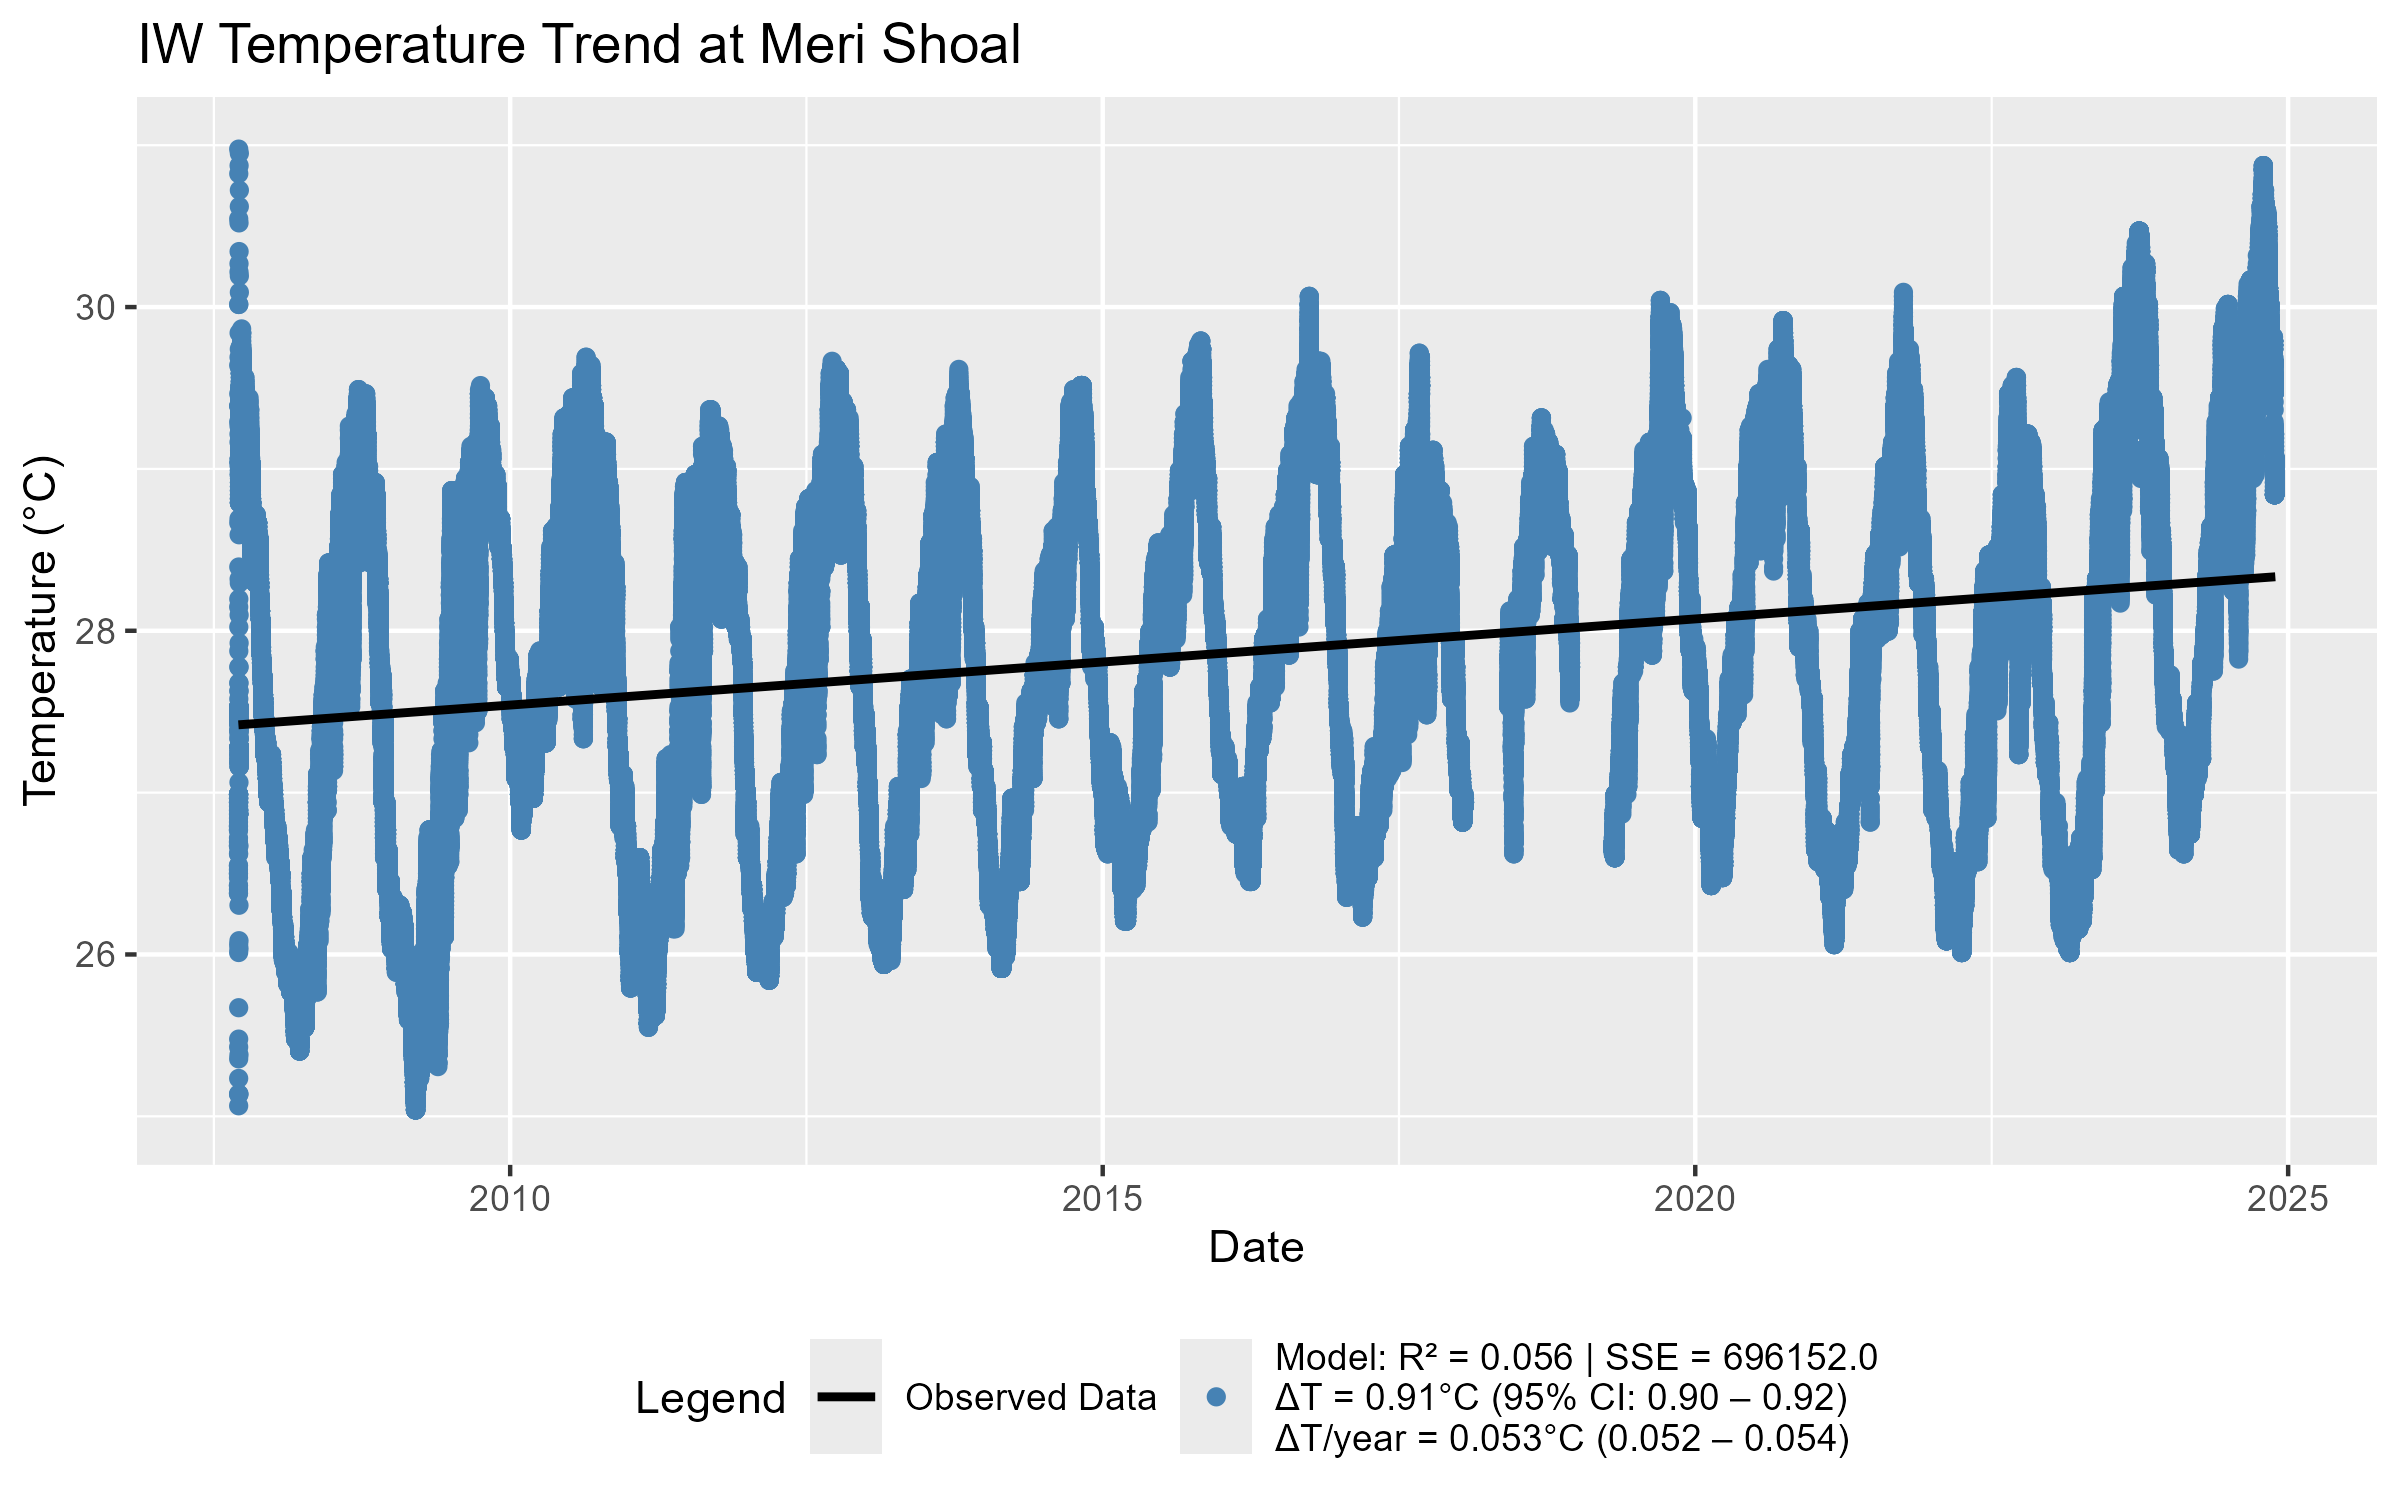 IW Temperature Trend at Meri Shoal
Temperature (°C)
30
28
26
2010
2015
2020
2025
Date
Legend
Observed Data
Model: R² = 0.056 | SSE = 696152.0
ΔT = 0.91°C (95% CI: 0.90 – 0.92)
ΔT/year = 0.053°C (0.052 – 0.054)